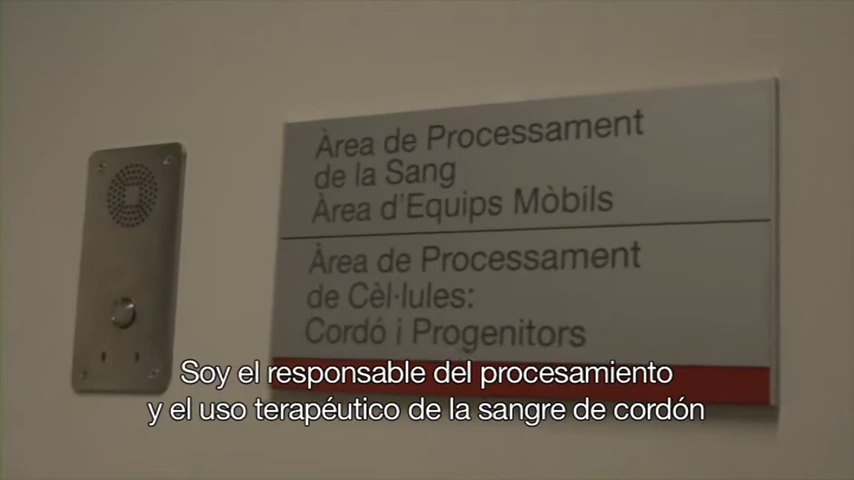 Àrea de Processament
de la Sang
Àrea d'Equips Mòbils
Àrea de Processament
de Cèl·lules:
Cordó i Progenitors
Soy el responsable del procesamiento
y el uso terapéutico de la sangre de cordón